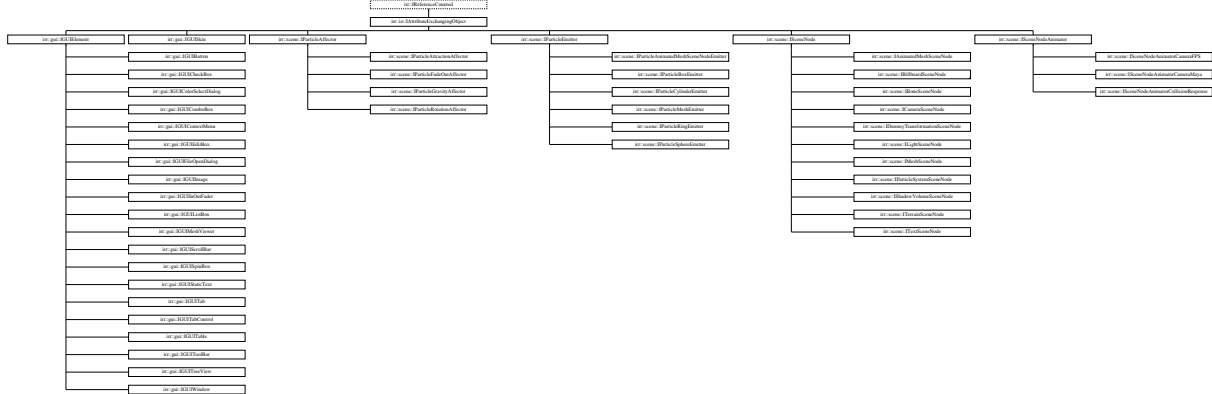 irr::IReferenceCounted
irr::io::IAttributeExchangingObject
irr::gui::IGUIElement
irr::gui::IGUISkin
irr::scene::IParticleAffector
irr::scene::IParticleEmitter
irr::scene::ISceneNode
irr::scene::ISceneNodeAnimator
irr::gui::IGUIButton
irr::scene::IParticleAttractionAffector
irr::scene::IParticleAnimatedMeshSceneNodeEmitter
irr::scene::IAnimatedMeshSceneNode
irr::scene::ISceneNodeAnimatorCameraFPS
irr::gui::IGUICheckBox
irr::scene::IParticleFadeOutAffector
irr::scene::IParticleBoxEmitter
irr::scene::IBillboardSceneNode
irr::scene::ISceneNodeAnimatorCameraMaya
irr::gui::IGUIColorSelectDialog
irr::scene::IParticleGravityAffector
irr::scene::IParticleCylinderEmitter
irr::scene::IBoneSceneNode
irr::scene::ISceneNodeAnimatorCollisionResponse
irr::gui::IGUIComboBox
irr::scene::IParticleRotationAffector
irr::scene::IParticleMeshEmitter
irr::scene::ICameraSceneNode
irr::gui::IGUIContextMenu
irr::scene::IParticleRingEmitter
irr::scene::IDummyTransformationSceneNode
irr::gui::IGUIEditBox
irr::scene::IParticleSphereEmitter
irr::scene::ILightSceneNode
irr::gui::IGUIFileOpenDialog
irr::scene::IMeshSceneNode
irr::gui::IGUIImage
irr::scene::IParticleSystemSceneNode
irr::gui::IGUIInOutFader
irr::scene::IShadowVolumeSceneNode
irr::gui::IGUIListBox
irr::scene::ITerrainSceneNode
irr::gui::IGUIMeshViewer
irr::scene::ITextSceneNode
irr::gui::IGUIScrollBar
irr::gui::IGUISpinBox
irr::gui::IGUIStaticText
irr::gui::IGUITab
irr::gui::IGUITabControl
irr::gui::IGUITable
irr::gui::IGUIToolBar
irr::gui::IGUITreeView
irr::gui::IGUIWindow